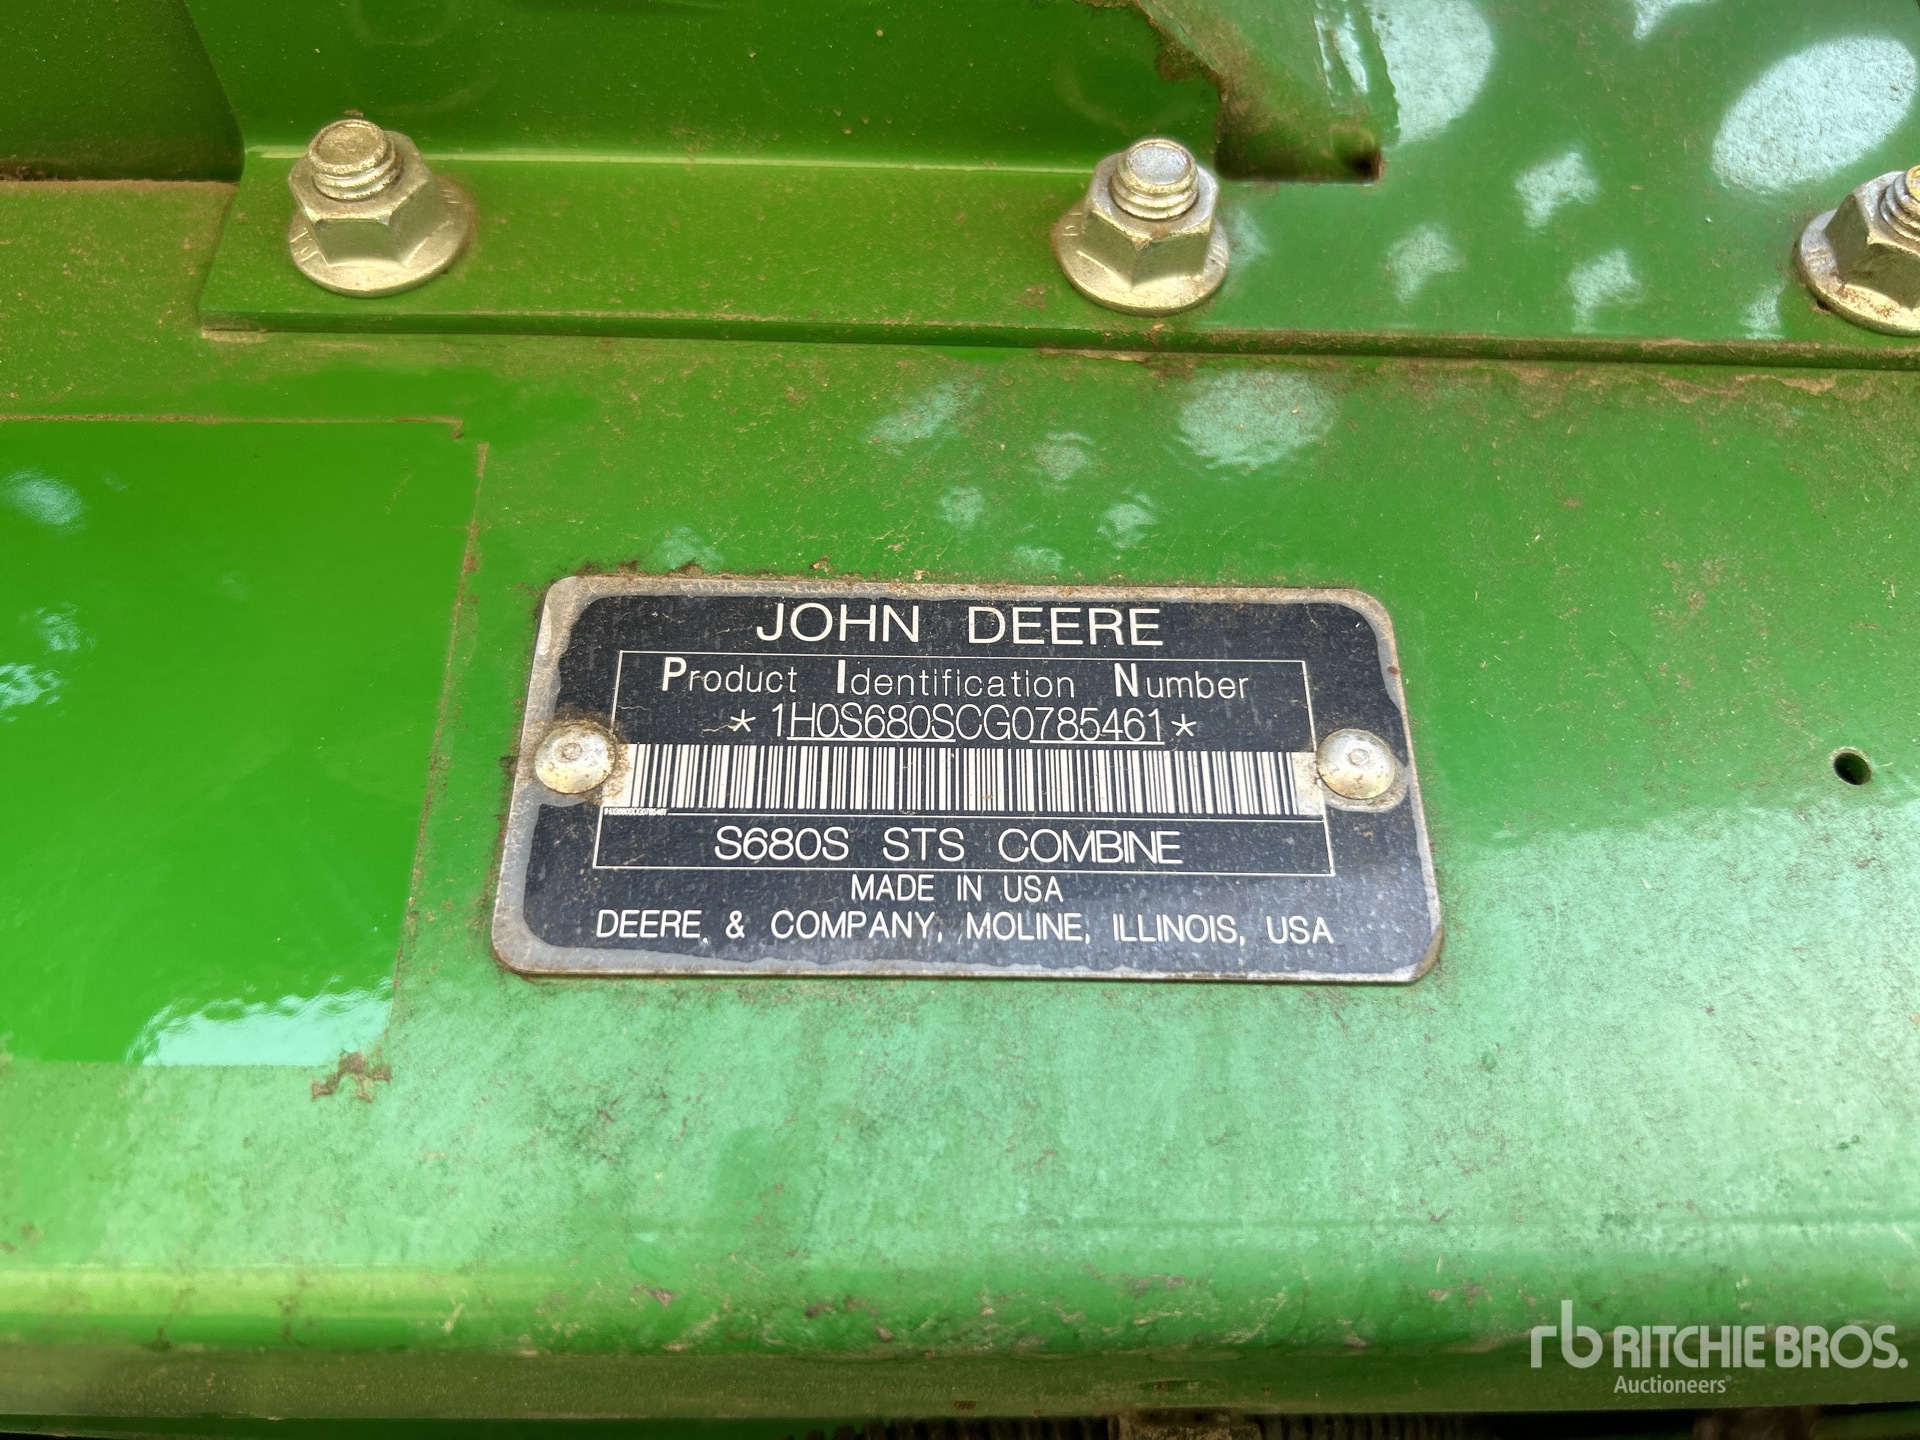 JOHN DEERE
Product Identification Number
*1H0S680SCG0785461*
S680S STS COMBINE
MADE IN USA
DEERE & COMPANY, MOLINE, ILLINOIS, USA
rb RITCHIE BROS.
Auctioneers